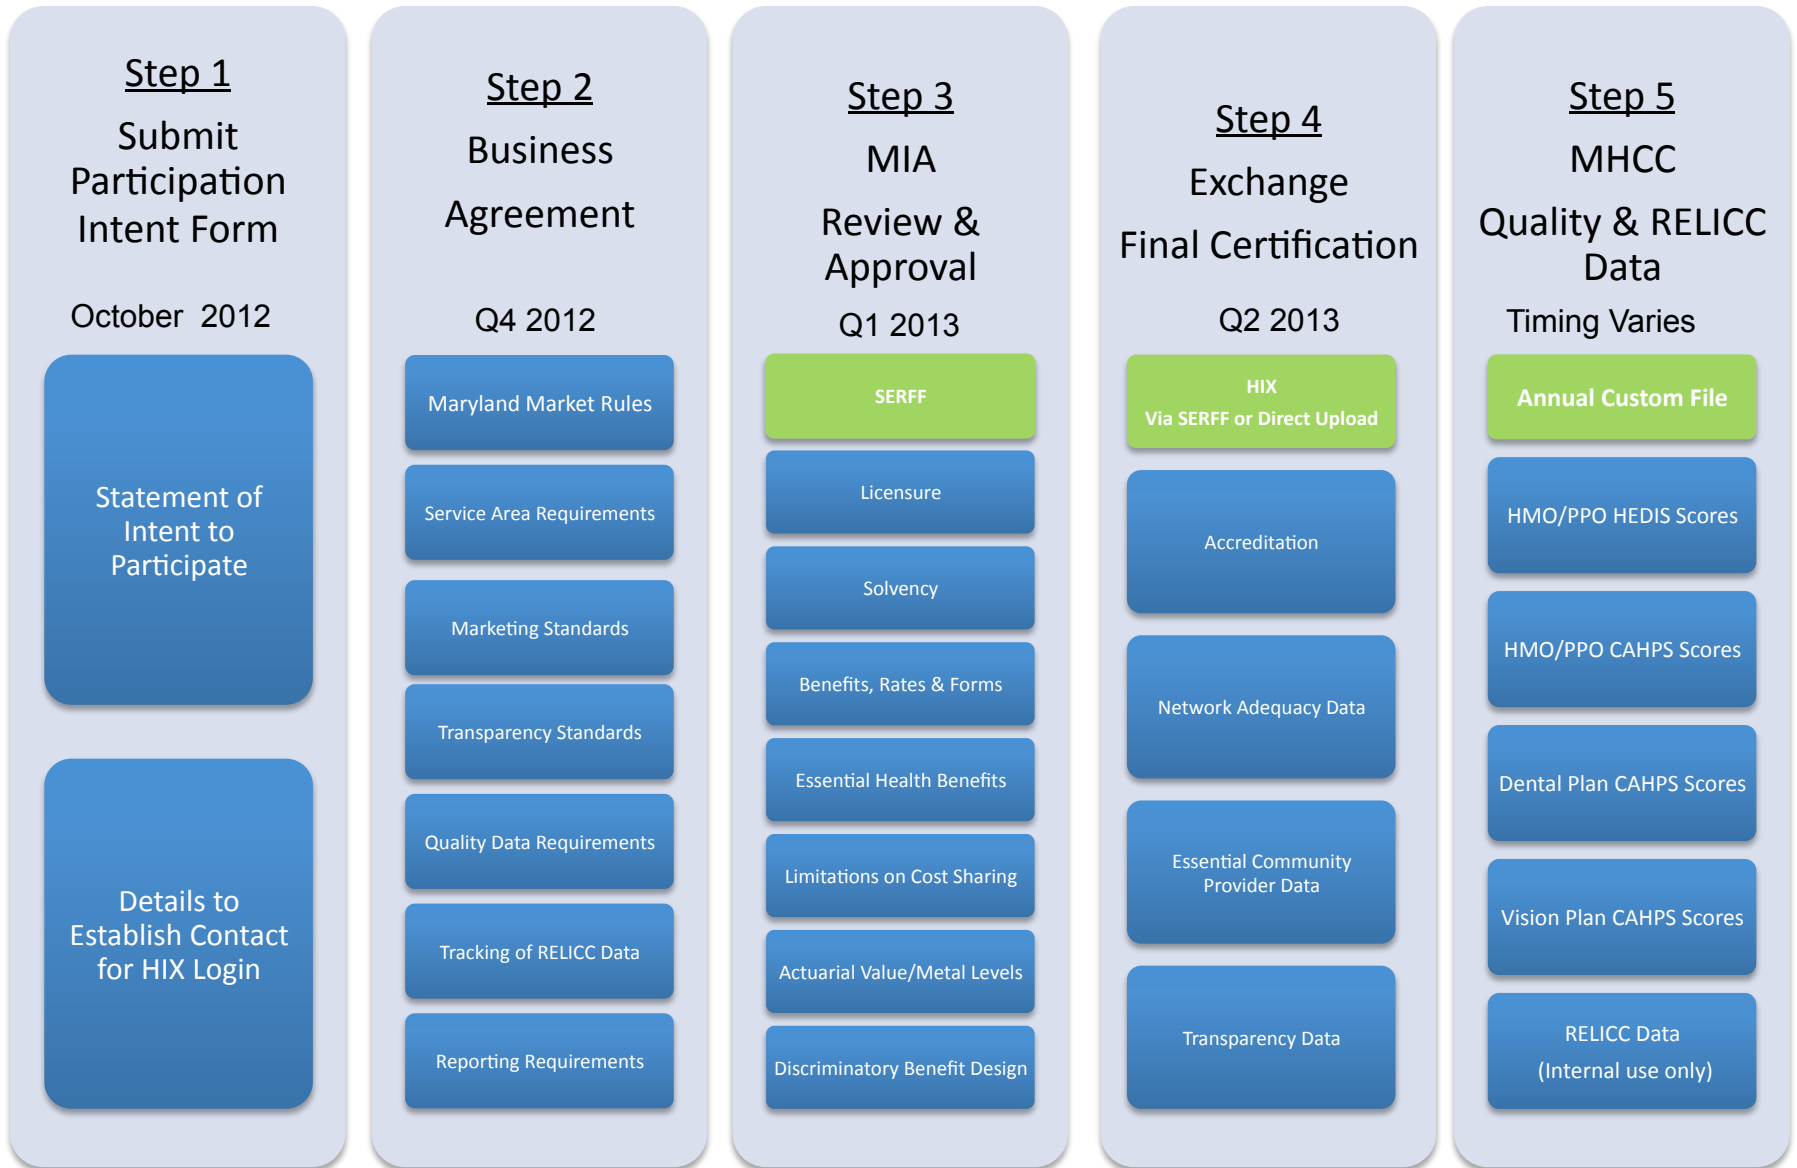 Step 1
Submit
Participation
Intent Form
October 2012
Statement of
Intent to
Participate
Details to
Establish Contact
for HIX Login
Step 2
Business
Agreement
Q4 2012
Maryland Market Rules
Service Area Requirements
Marketing Standards
Transparency Standards
Quality Data Requirements
Tracking of RELICC Data
Reporting Requirements
Step 3
MIA
Review &
Approval
Q1 2013
SERFF
Licensure
Solvency
Benefits, Rates & Forms
Essential Health Benefits
Limitations on Cost Sharing
Actuarial Value/Metal Levels
Discriminatory Benefit Design
Step 4
Exchange
Final Certification
Q2 2013
HIX
Via SERFF or Direct Upload
Accreditation
Network Adequacy Data
Essential Community
Provider Data
Transparency Data
Step 5
MHCC
Quality & RELICC
Data
Timing Varies
Annual Custom File
HMO/PPO HEDIS Scores
HMO/PPO CAHPS Scores
Dental Plan CAHPS Scores
Vision Plan CAHPS Scores
RELICC Data
(Internal use only)